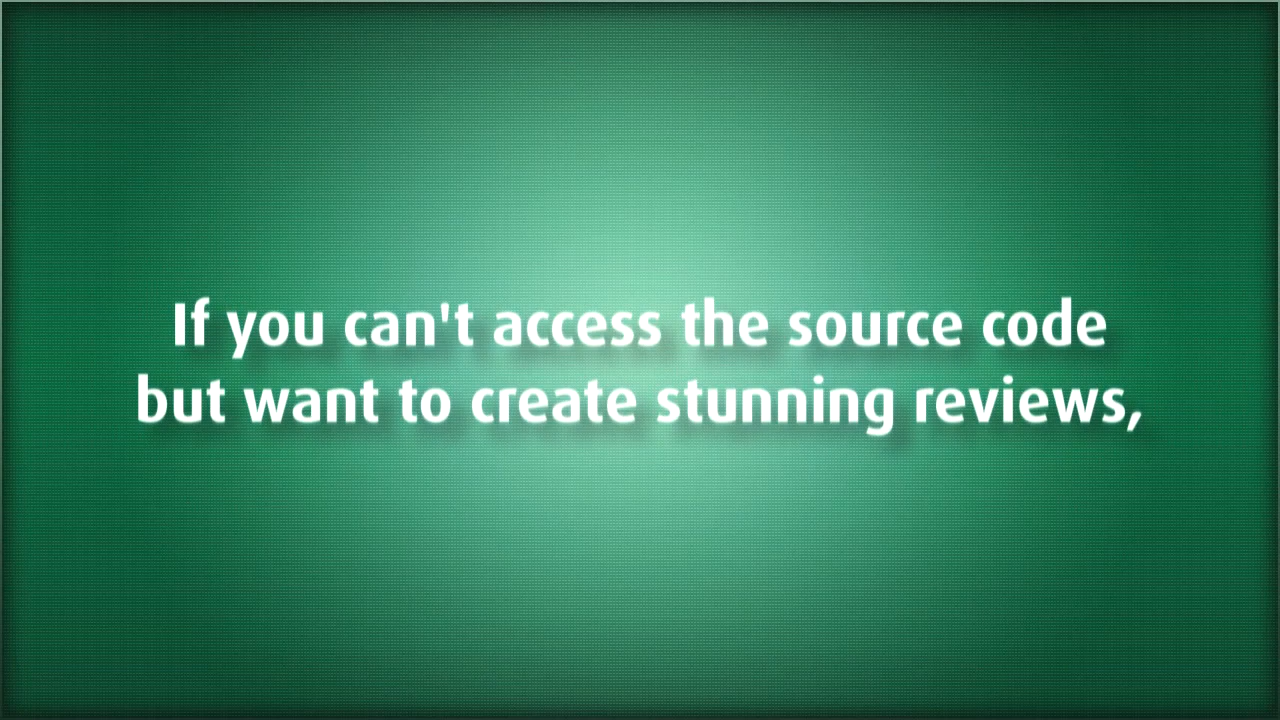 If you can't access the source code
but want to create stunning reviews,